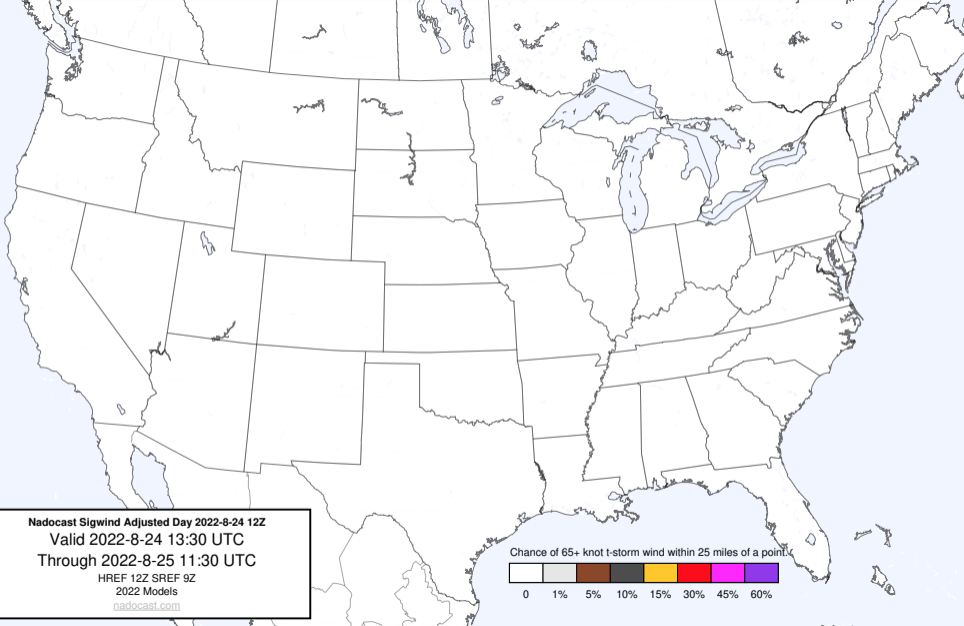 Nadocast Sigwind Adjusted Day 2022-8-24 12Z
Valid 2022-8-24 13:30 UTC
Through 2022-8-25 11:30 UTC
HREF 12Z SREF 9Z
2022 Models
nadocast.com
Chance of 65+ knot t-storm wind within 25 miles of a point.
0 1% 5% 10% 15% 30% 45% 60%